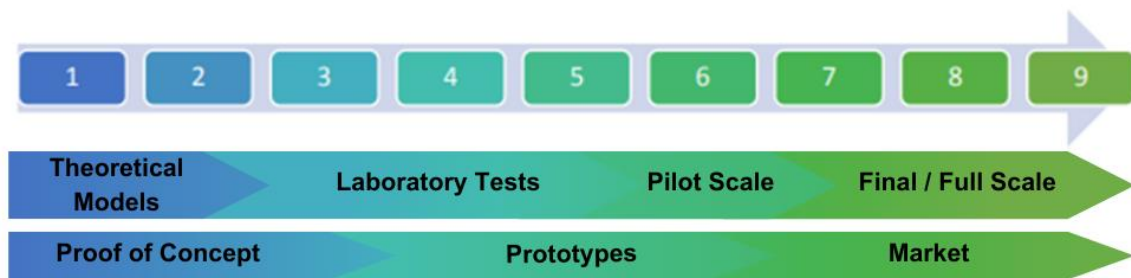 1 2 3 4 5 6 7 8 9
Theoretical Models Laboratory Tests Pilot Scale Final / Full Scale
Proof of Concept Prototypes Market